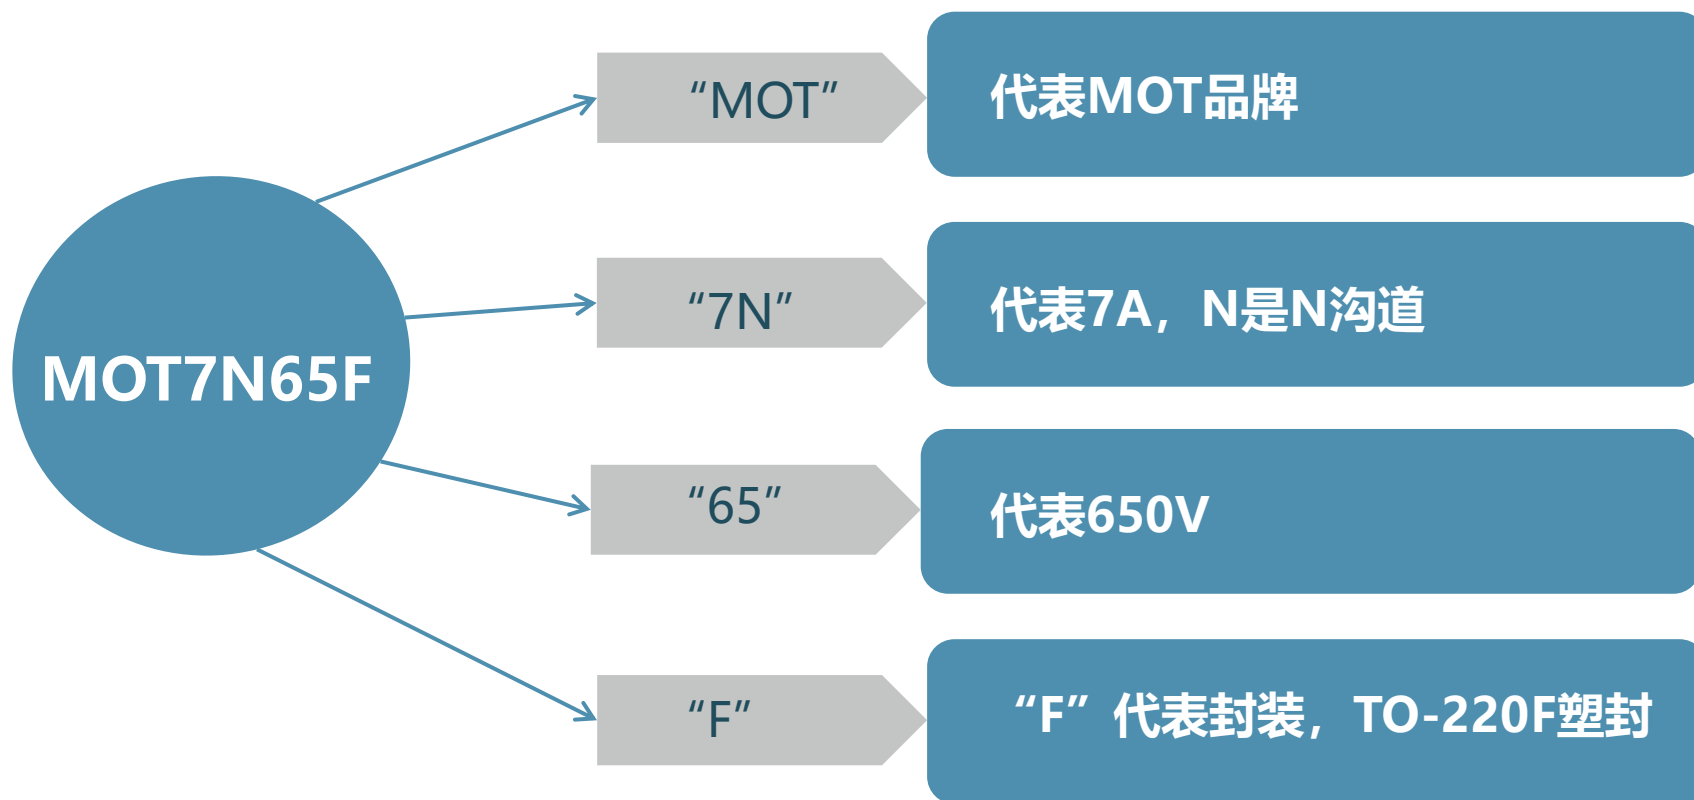 MOT7N65F
“MOT”
代表MOT品牌
“7N”
代表7A，N是N沟道
“65”
代表650V
“F”
“F”代表封装，TO-220F塑封